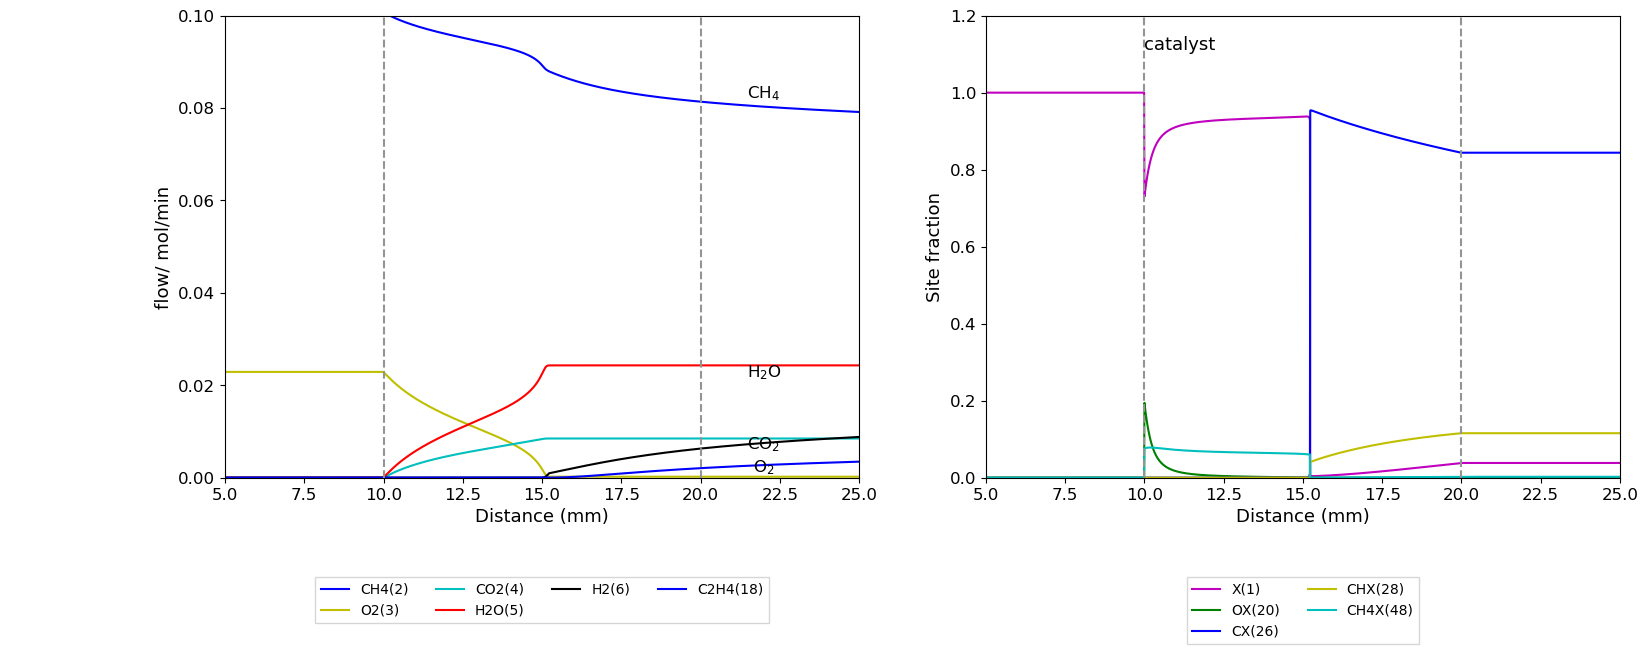 0.10
0.08
0.06
0.04
0.02
0.00
flow/ mol/min
CH₄
H₂O
CO₂
O₂
5.0 7.5 10.0 12.5 15.0 17.5 20.0 22.5 25.0
Distance (mm)
CH4(2) CO2(4) H2(6) C2H4(18)
O2(3) H2O(5)
1.2
1.0
0.8
0.6
0.4
0.2
0.0
Site fraction
catalyst
5.0 7.5 10.0 12.5 15.0 17.5 20.0 22.5 25.0
Distance (mm)
X(1) CHX(28)
OX(20) CH4X(48)
CX(26)